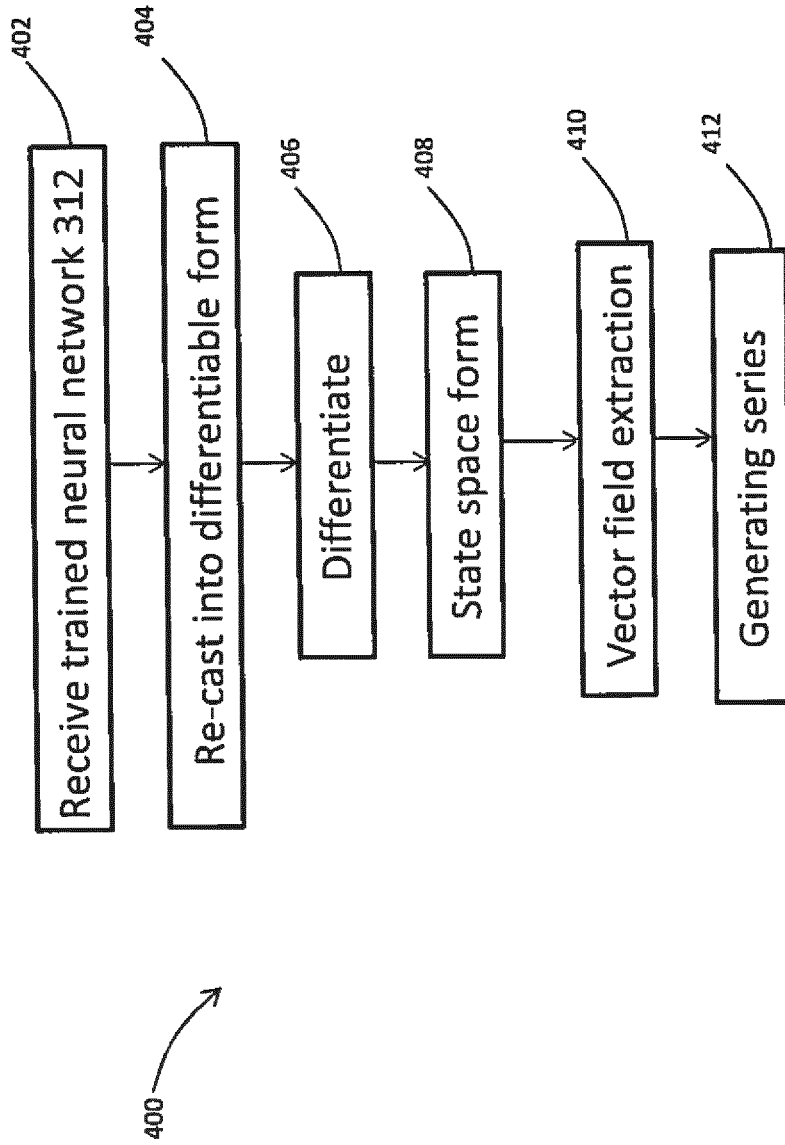 400
Receive trained neural network 312
402
Re-cast into differentiable form
404
Differentiate
406
State space form
408
Vector field extraction
410
Generating series
412